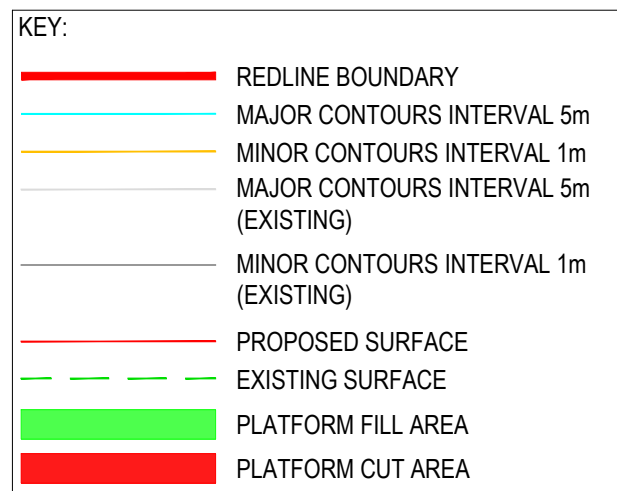 KEY:
REDLINE BOUNDARY
MAJOR CONTOURS INTERVAL 5m
MINOR CONTOURS INTERVAL 1m
MAJOR CONTOURS INTERVAL 5m
(EXISTING)
MINOR CONTOURS INTERVAL 1m
(EXISTING)
PROPOSED SURFACE
EXISTING SURFACE
PLATFORM FILL AREA
PLATFORM CUT AREA